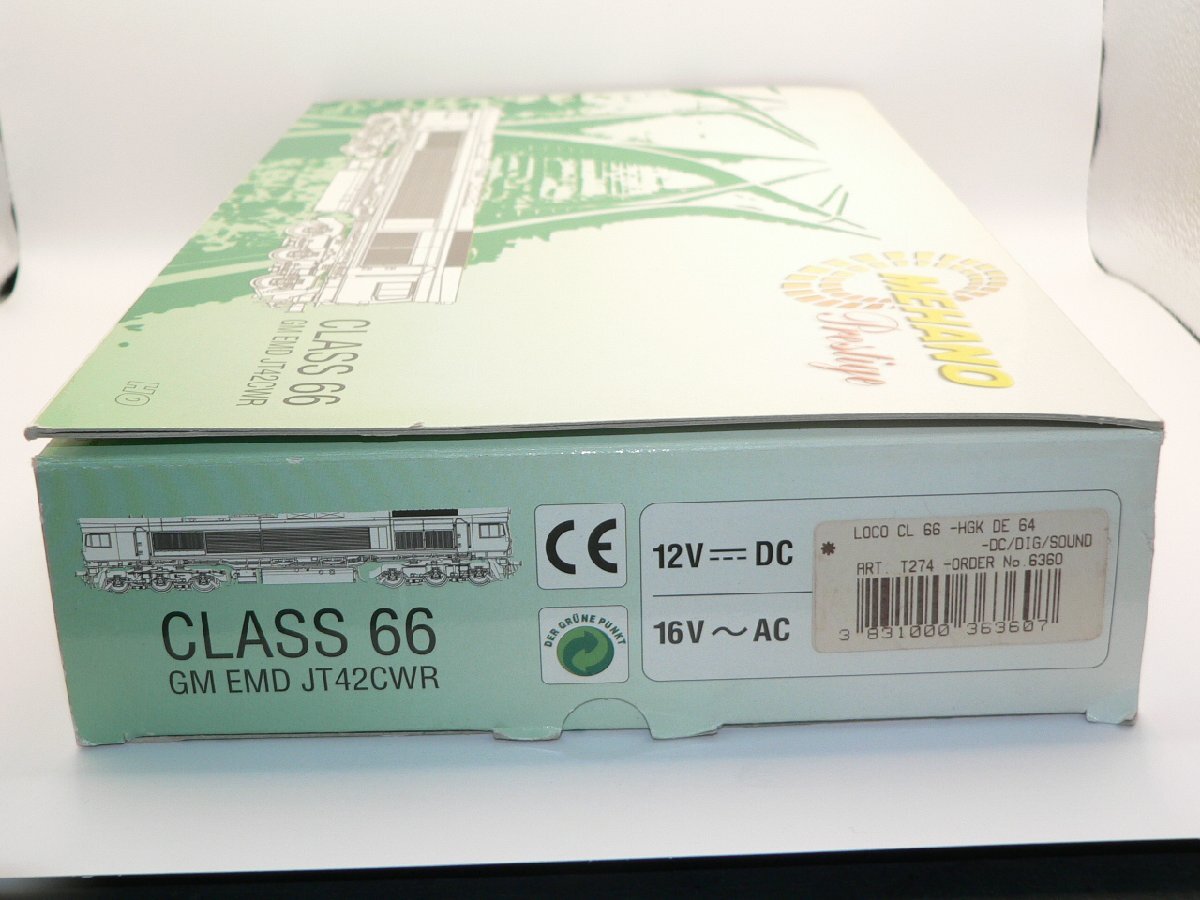 MEHANO
Prestige
CLASS 66
GM EMD JT42CWR
CLASS 66
GM EMD JT42CWR
CE
DER GRÜNE PUNKT
12V DC
16V ~ AC
* LOCO CL 66 -HGK DE 64
-DC/DIG/SOUND
ART. T274 -ORDER No.6360
3 831000 363607